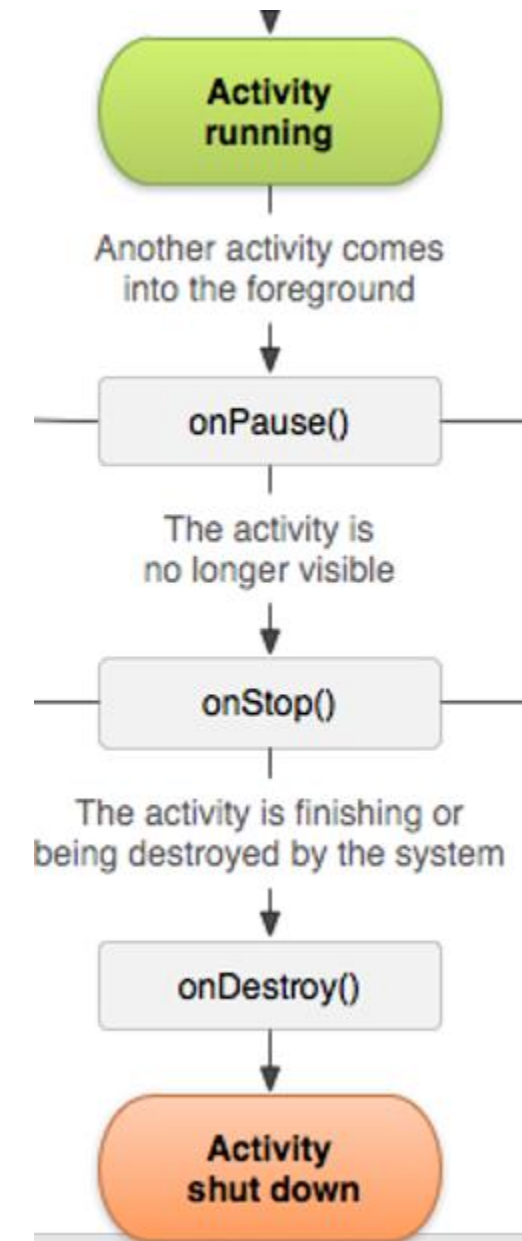 Activity
running
Another activity comes
into the foreground
onPause()
The activity is
no longer visible
onStop()
The activity is finishing or
being destroyed by the system
onDestroy()
Activity
shut down